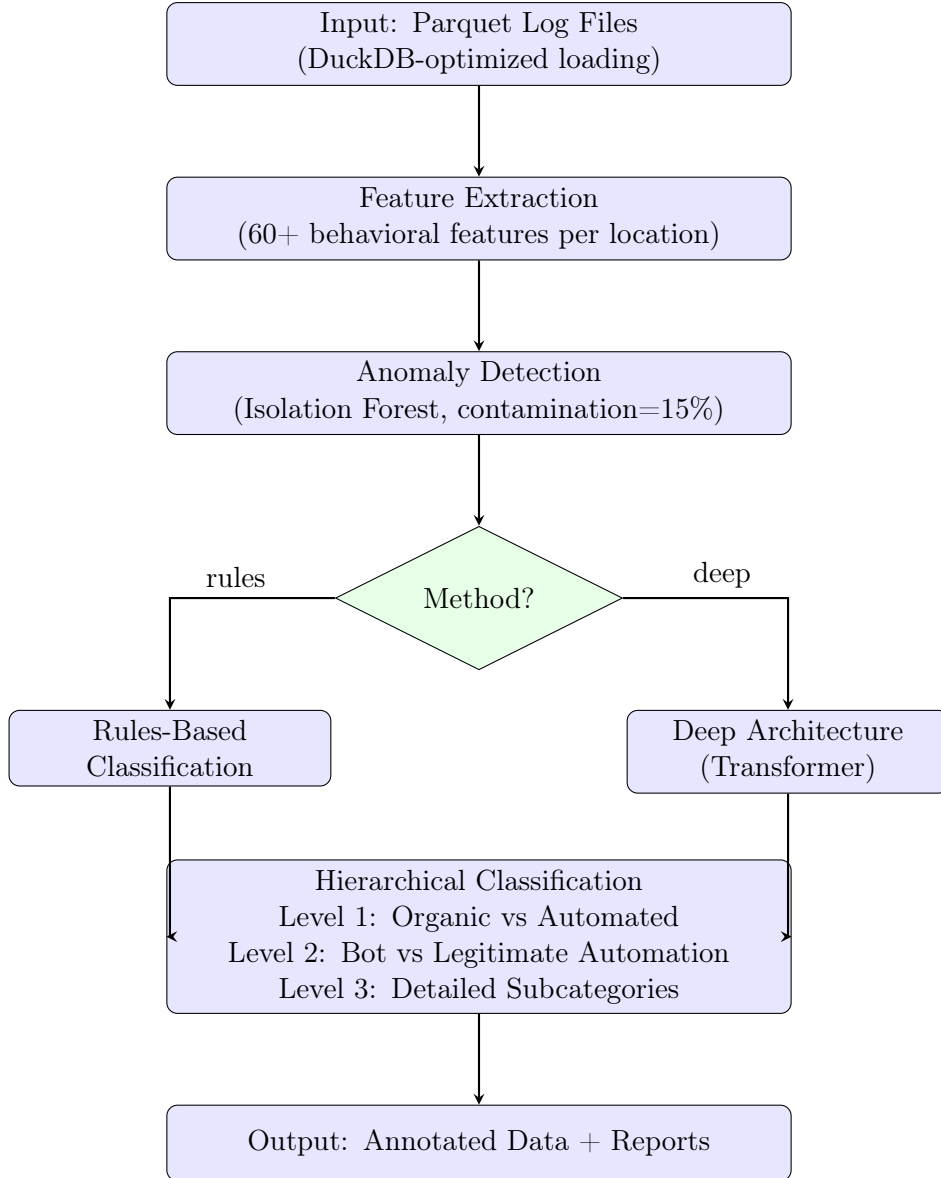 Input: Parquet Log Files
(DuckDB-optimized loading)
Feature Extraction
(60+ behavioral features per location)
Anomaly Detection
(Isolation Forest, contamination=15%)
Method?
rules
deep
Rules-Based
Classification
Deep Architecture
(Transformer)
Hierarchical Classification
Level 1: Organic vs Automated
Level 2: Bot vs Legitimate Automation
Level 3: Detailed Subcategories
Output: Annotated Data + Reports